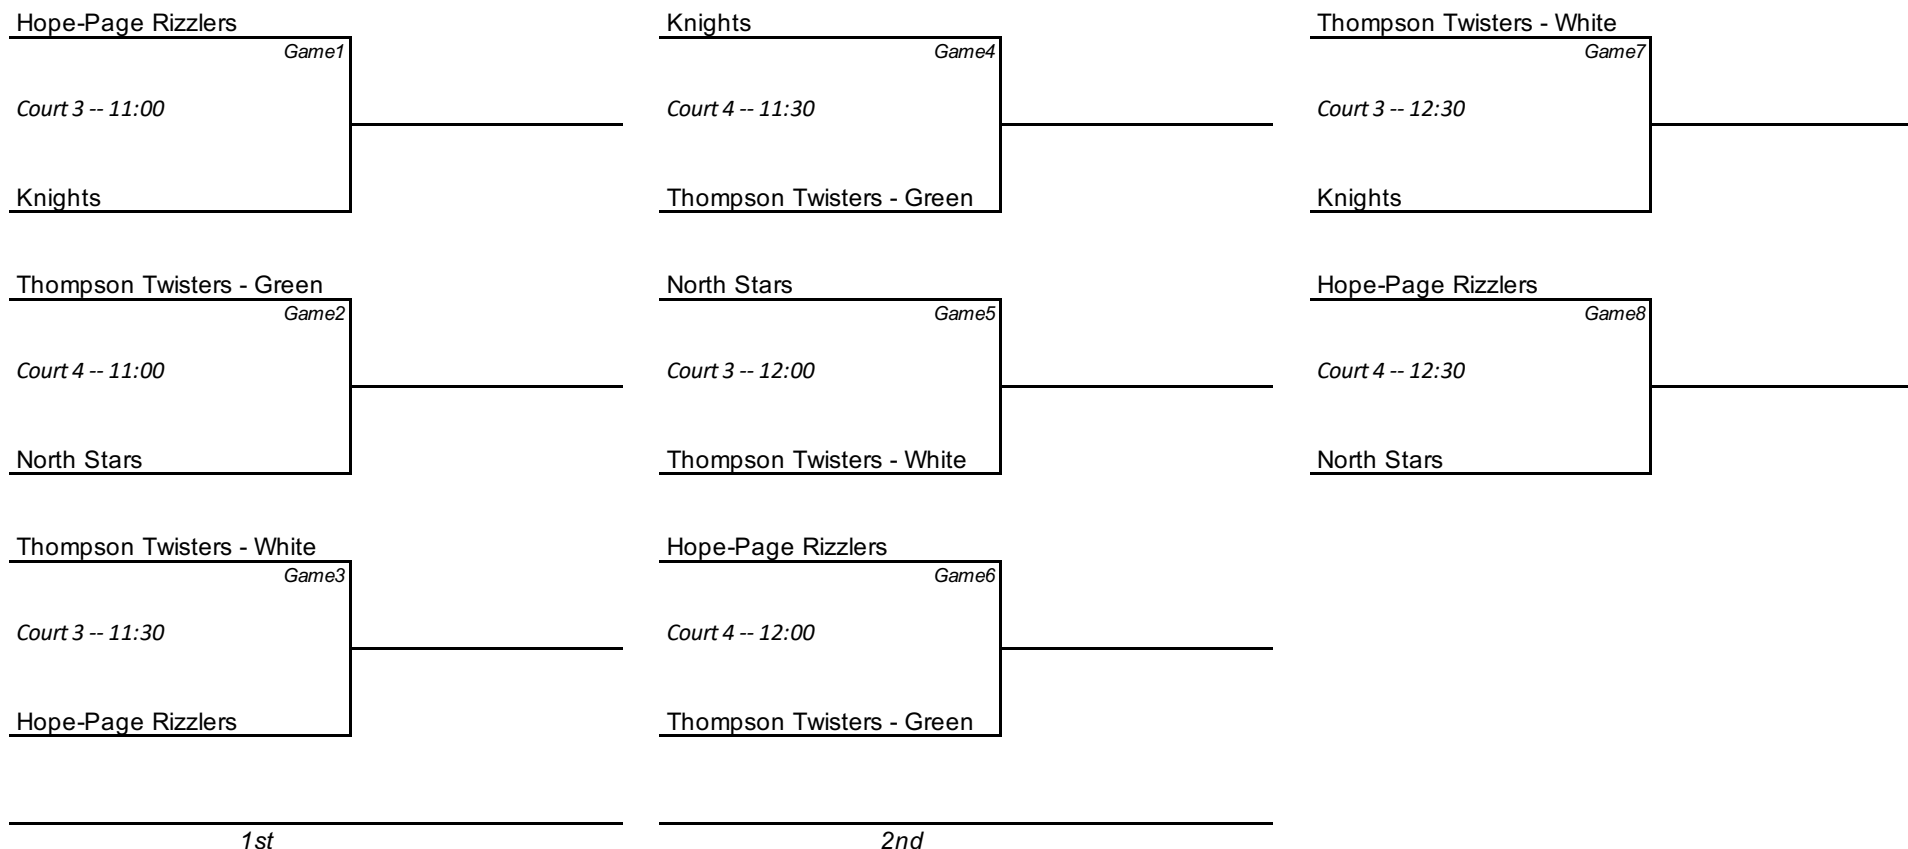 Hope-Page Rizzlers
Game1
Court 3 -- 11:00
Knights
Thompson Twisters - Green
Game2
Court 4 -- 11:00
North Stars
Thompson Twisters - White
Game3
Court 3 -- 11:30
Hope-Page Rizzlers
1st
Knights
Game4
Court 4 -- 11:30
Thompson Twisters - Green
North Stars
Game5
Court 3 -- 12:00
Thompson Twisters - White
Hope-Page Rizzlers
Game6
Court 4 -- 12:00
Thompson Twisters - Green
2nd
Thompson Twisters - White
Game7
Court 3 -- 12:30
Knights
Hope-Page Rizzlers
Game8
Court 4 -- 12:30
North Stars